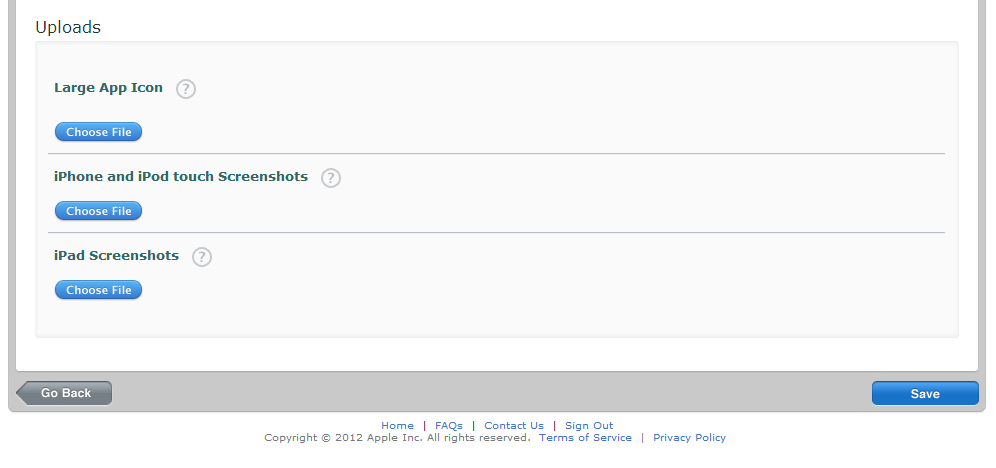 Uploads
Large App Icon ?
Choose File
iPhone and iPod touch Screenshots ?
Choose File
iPad Screenshots ?
Choose File
Go Back
Save
Home | FAQs | Contact Us | Sign Out
Copyright © 2012 Apple Inc. All rights reserved. Terms of Service | Privacy Policy